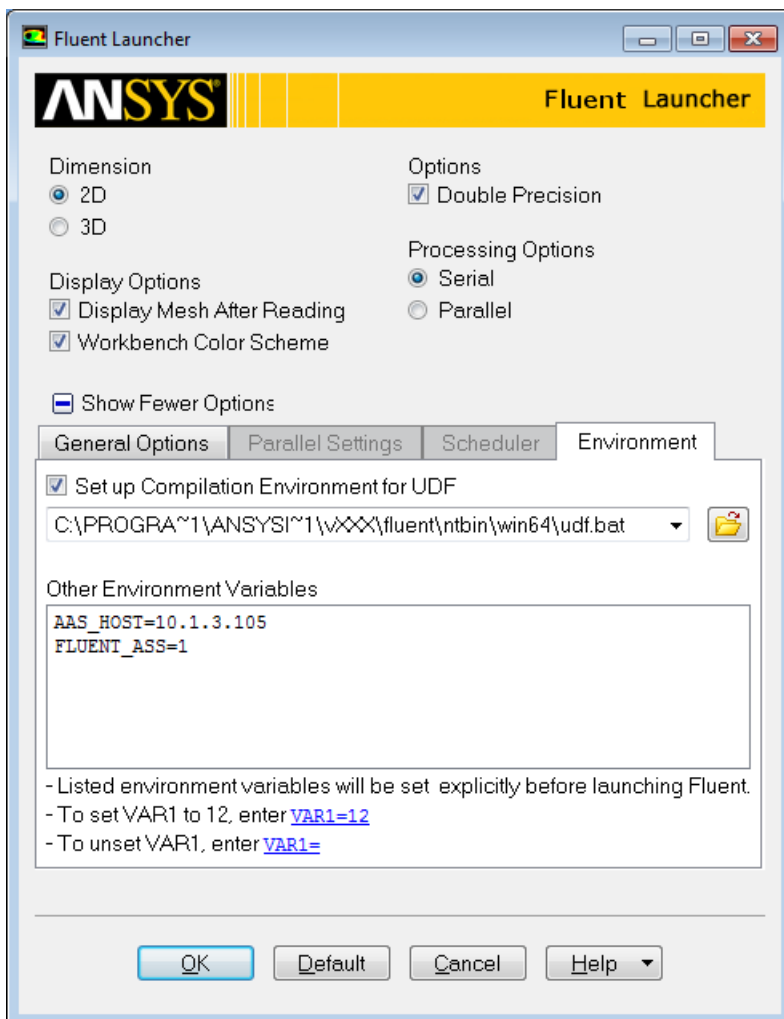 Fluent Launcher
ANSYS®
Fluent Launcher
Dimension
2D
3D
Options
Double Precision
Display Options
Display Mesh After Reading
Workbench Color Scheme
Processing Options
Serial
Parallel
Show Fewer Options
General Options
Parallel Settings
Scheduler
Environment
Set up Compilation Environment for UDF
C:\PROGRA~1\ANSYSI~1\vXXX\fluent\ntbin\win64\udf.bat
Other Environment Variables
AAS_HOST=10.1.3.105
FLUENT_ASS=1
- Listed environment variables will be set explicitly before launching Fluent.
- To set VAR1 to 12, enter VAR1=12
- To unset VAR1, enter VAR1=
OK
Default
Cancel
Help